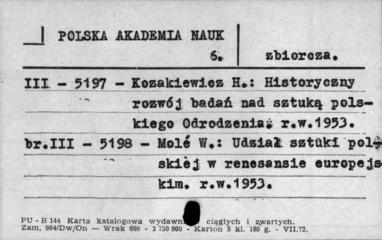 POLSKA AKADEMIA NAUK
6. zbiorcza.
III - 5197 - Kozakiewicz H.: Historyczny
rozwój badań nad sztuką pols-
kiego Odrodzenia. r.w.1953.
br.III - 5198 - Molé W.: Udział sztuki pol-
skiej w renesansie europejs
kim. r.w.1953.
PU - B 144 Karta katalogowa wydawn ciągłych i zwartych.
Zam. 904/Dw/On — Wrak 600 - 3 750 000 - Karton 5 kl. 180 g. - VII.72.